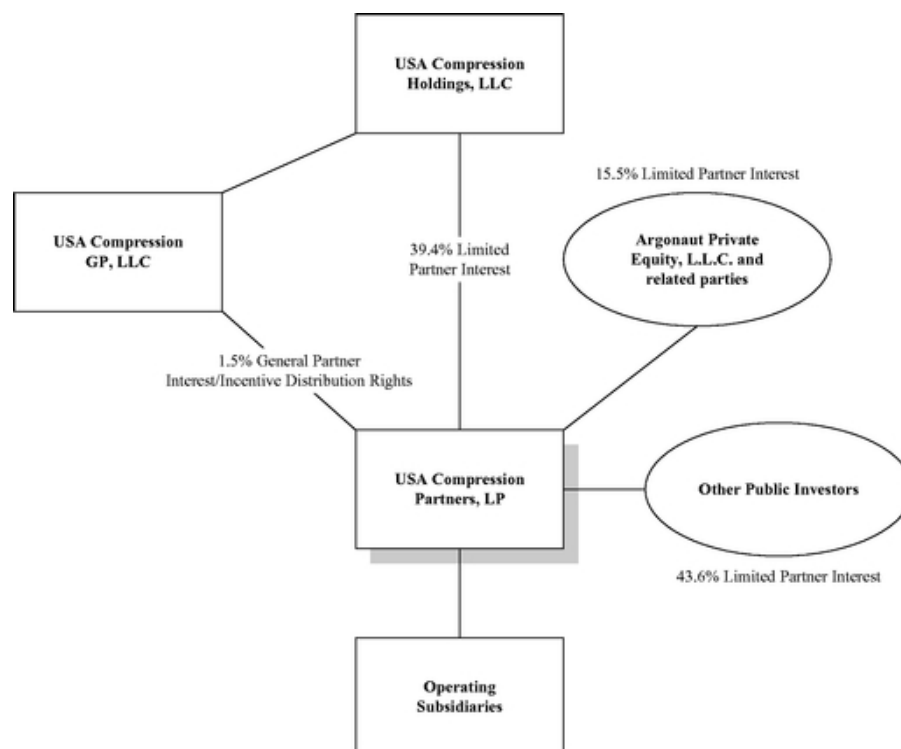 USA Compression
Holdings, LLC
15.5% Limited Partner Interest
USA Compression
GP, LLC
39.4% Limited
Partner Interest
Argonaut Private
Equity, L.L.C. and
related parties
1.5% General Partner
Interest/Incentive Distribution Rights
USA Compression
Partners, LP
Other Public Investors
43.6% Limited Partner Interest
Operating
Subsidiaries